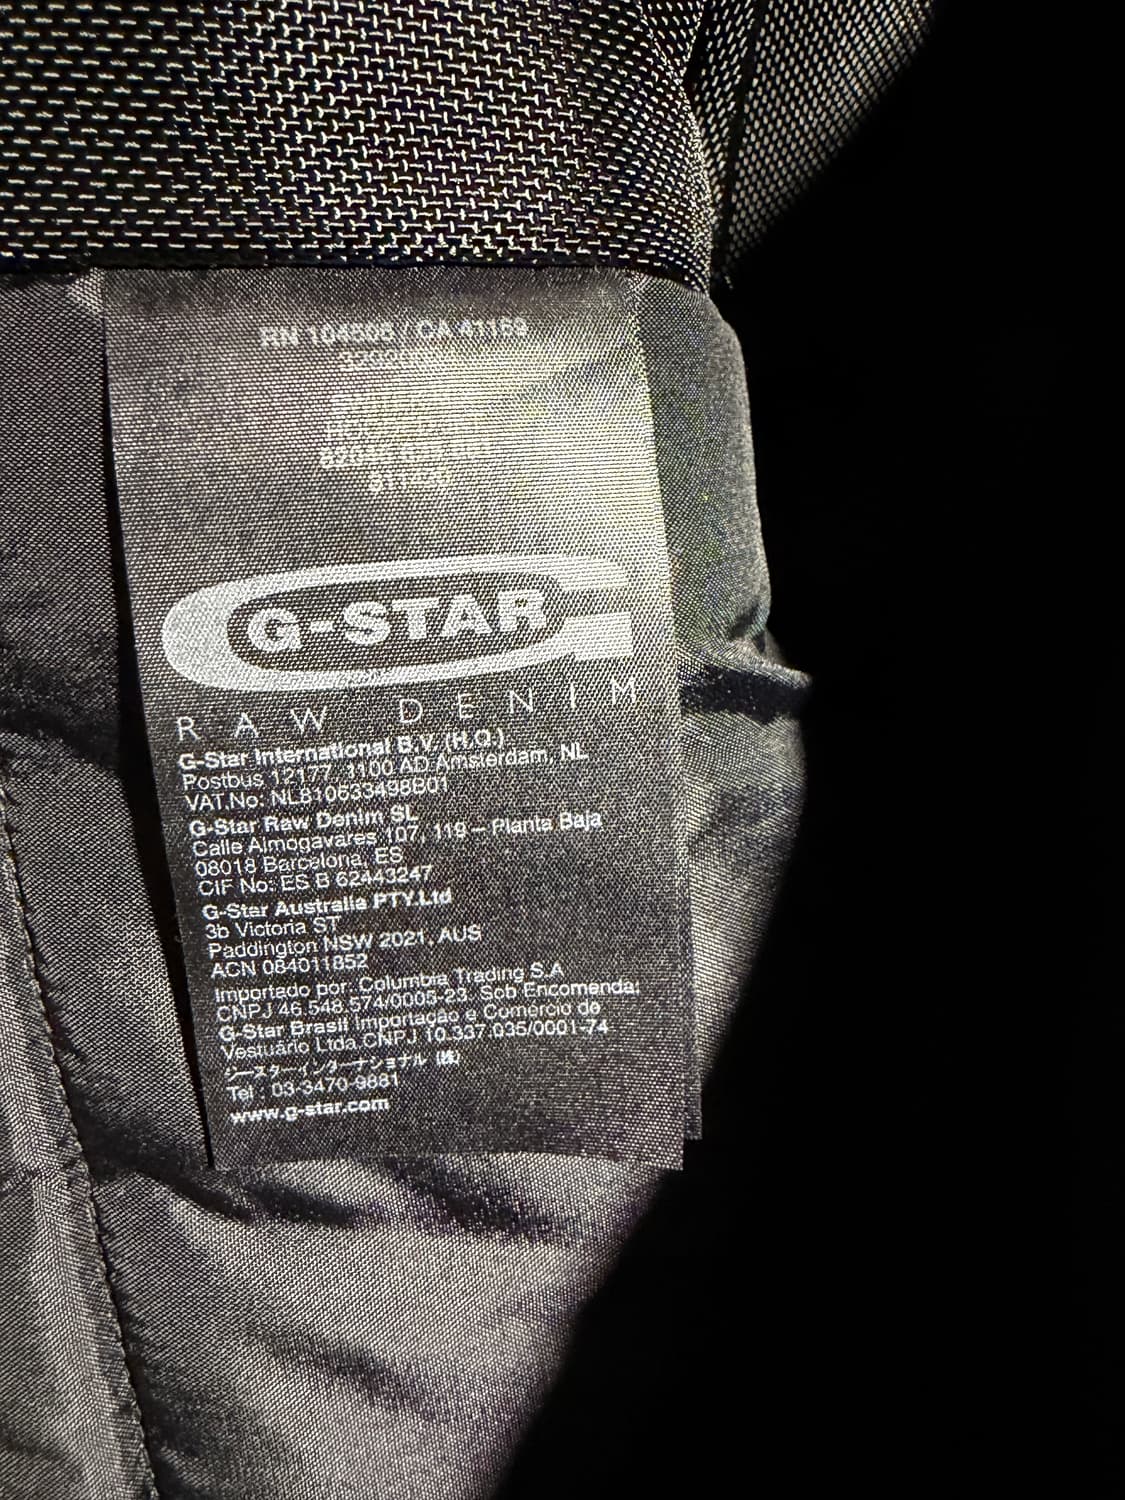 RN 104506 / CA 41169
G-STAR
RAW DENIM
G-Star International B.V. (H.Q.)
Postbus 12177, 1100 AD Amsterdam, NL
VAT.No: NL810633498B01
G-Star Raw Denim SL
Calle Almogavares 107, 119 – Planta Baja
08018 Barcelona, ES
CIF No: ES B 62443247
G-Star Australia PTY.Ltd
3b Victoria ST
Paddington NSW 2021, AUS
ACN 084011852
Importado por: Columbia Trading S.A
CNPJ 46.548.574/0005-23. Sob Encomenda:
G-Star Brasil Importação e Comércio de
Vestuário Ltda.CNPJ 10.337.035/0001-74
ジースターインターナショナル (株)
Tel : 03-3470-9881
www.g-star.com